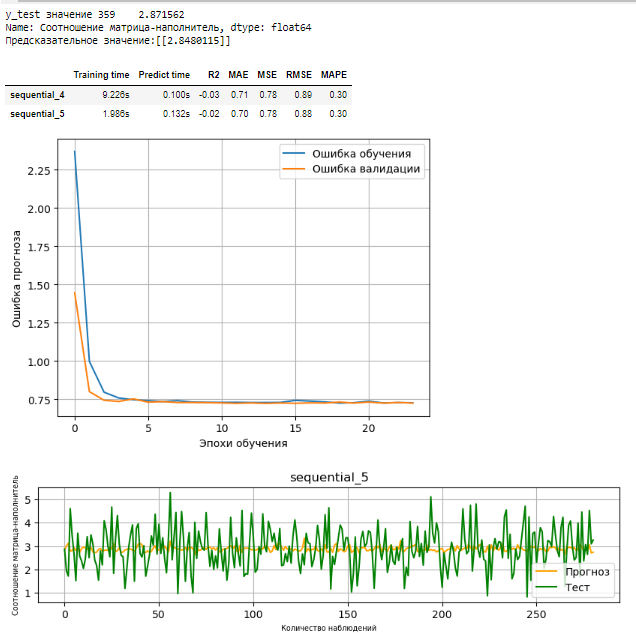 y_test значение 359    2.871562
Name: Соотношение матрица-наполнитель, dtype: float64
Предсказательное значение:[[2.8480115]]
Training time Predict time R2 MAE MSE RMSE MAPE
sequential_4 9.226s 0.100s -0.03 0.71 0.78 0.89 0.30
sequential_5 1.986s 0.132s -0.02 0.70 0.78 0.88 0.30
Ошибка обучения
Ошибка валидации
Ошибка прогноза
2.25
2.00
1.75
1.50
1.25
1.00
0.75
0 5 10 15 20
Эпохи обучения
sequential_5
Соотношение матрица-наполнитель
5
4
3
2
1
Прогноз
Тест
0 50 100 150 200 250
Количество наблюдений